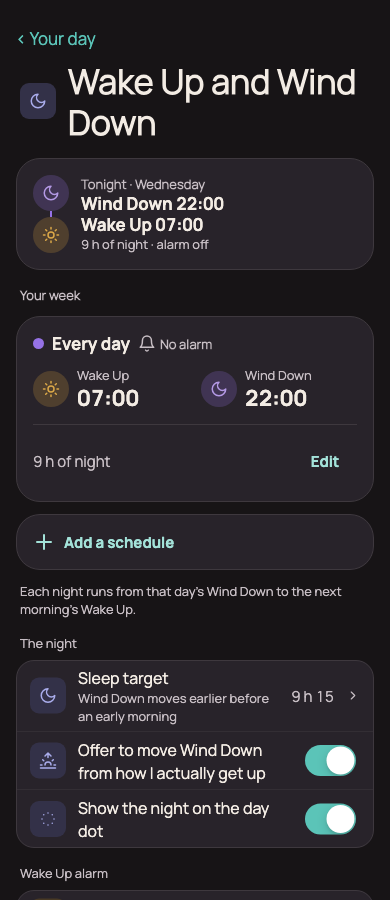 ‹ Your day
Wake Up and Wind
Down
Tonight · Wednesday
Wind Down 22:00
Wake Up 07:00
9 h of night · alarm off
Your week
Every day No alarm
Wake Up
07:00
Wind Down
22:00
9 h of night
Edit
Add a schedule
Each night runs from that day's Wind Down to the next
morning's Wake Up.
The night
Sleep target
Wind Down moves earlier before
an early morning
9 h 15
Offer to move Wind Down
from how I actually get up
Show the night on the day
dot
Wake Up alarm